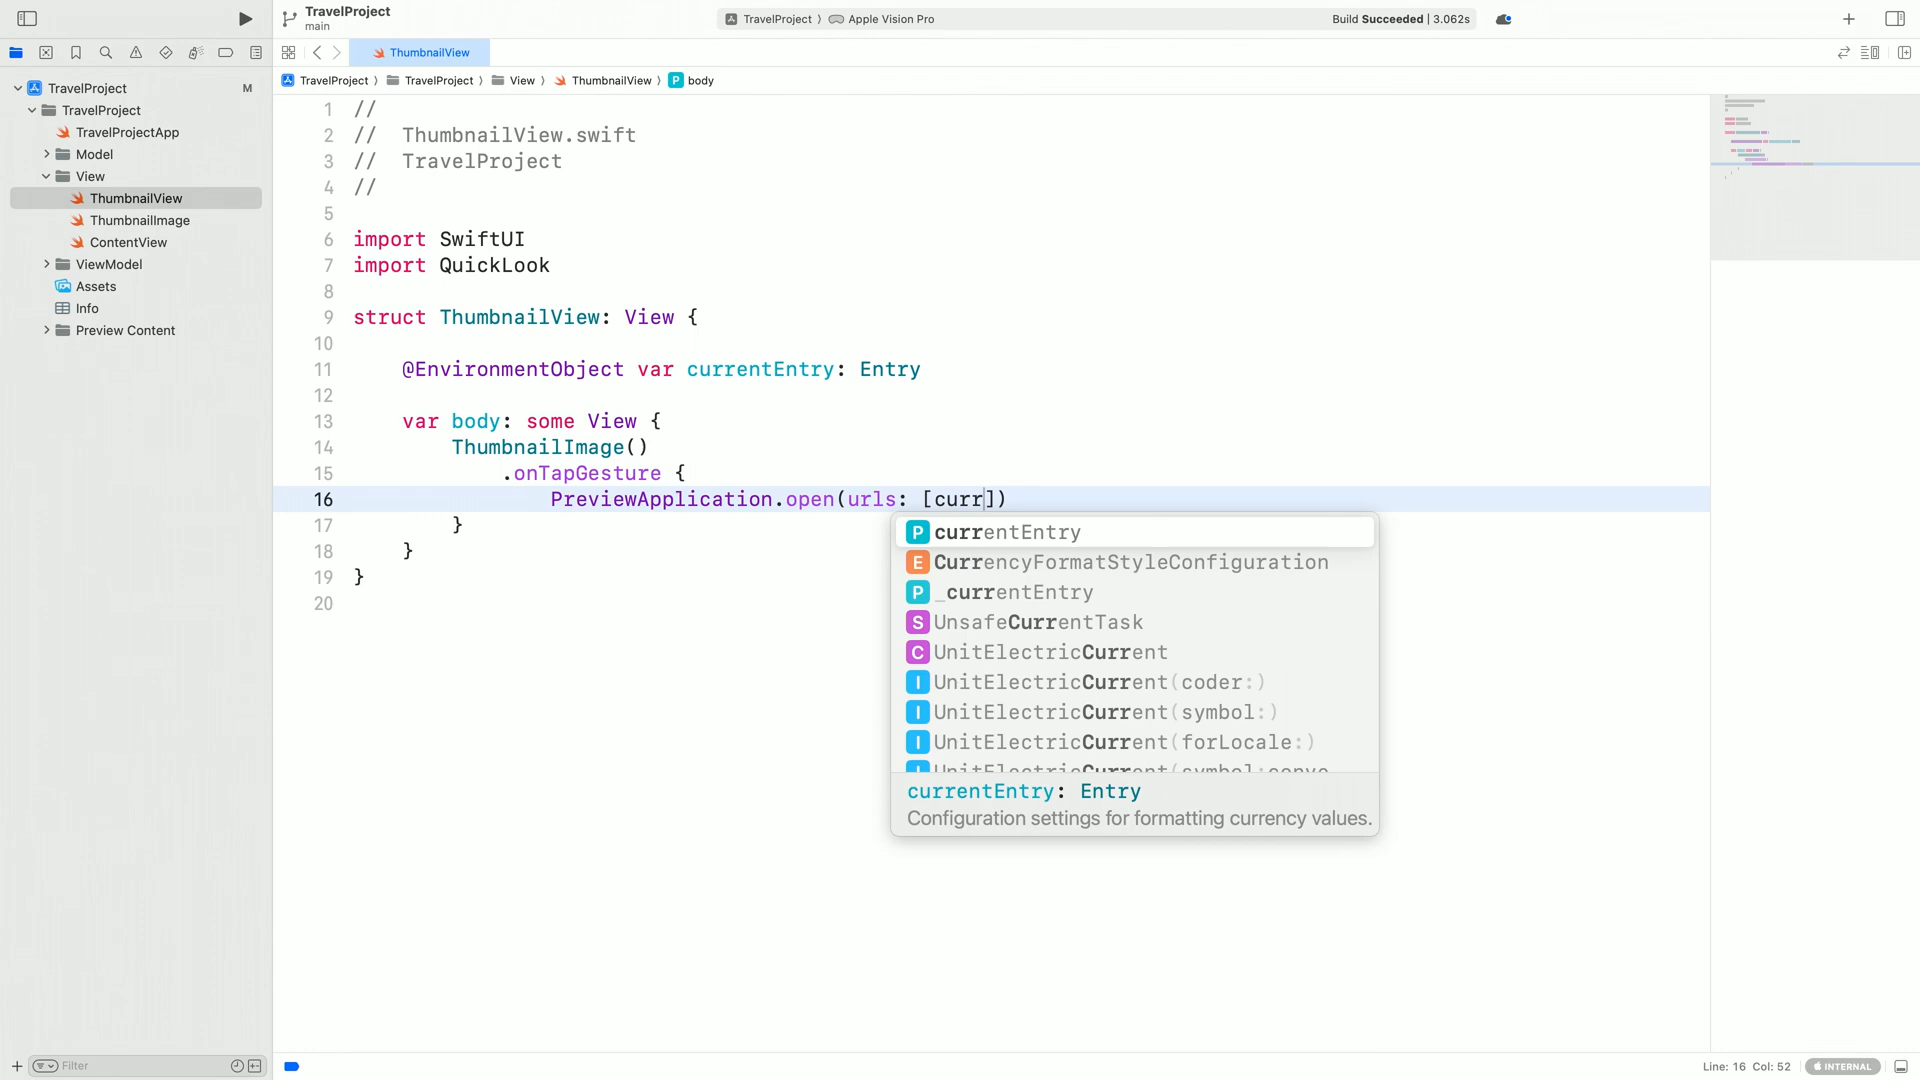 TravelProject
main
TravelProject ⟩ Apple Vision Pro
Build Succeeded | 3.062s
ThumbnailView
TravelProject ⟩ TravelProject ⟩ View ⟩ ThumbnailView ⟩ P body
TravelProject M
TravelProject
TravelProjectApp
Model
View
ThumbnailView
ThumbnailImage
ContentView
ViewModel
Assets
Info
Preview Content
1 //
2 //  ThumbnailView.swift
3 //  TravelProject
4 //
5
6 import SwiftUI
7 import QuickLook
8
9 struct ThumbnailView: View {
10
11     @EnvironmentObject var currentEntry: Entry
12
13     var body: some View {
14         ThumbnailImage()
15             .onTapGesture {
16                 PreviewApplication.open(urls: [curr])
17         }
18     }
19 }
20
P currentEntry
E CurrencyFormatStyleConfiguration
P _currentEntry
S UnsafeCurrentTask
C UnitElectricCurrent
I UnitElectricCurrent(coder:)
I UnitElectricCurrent(symbol:)
I UnitElectricCurrent(forLocale:)
currentEntry: Entry
Configuration settings for formatting currency values.
Filter
Line: 16 Col: 52
INTERNAL